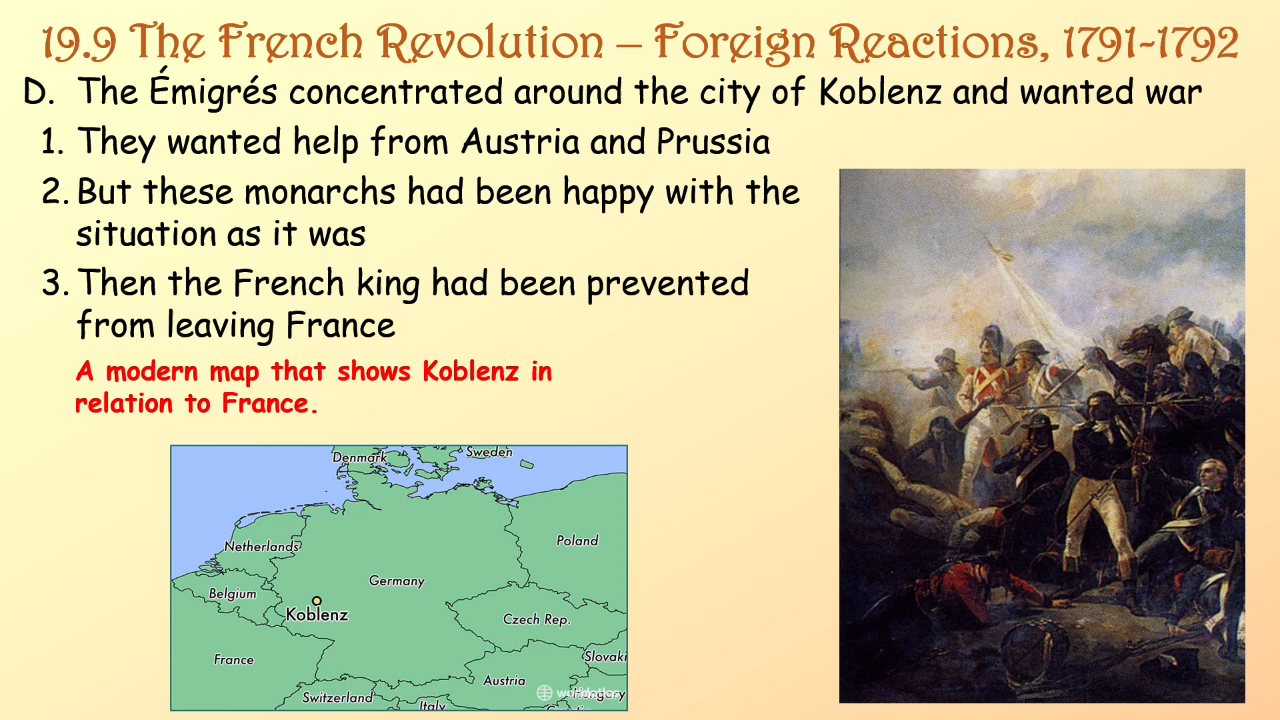 19.9 The French Revolution – Foreign Reactions, 1791-1792
D. The Émigrés concentrated around the city of Koblenz and wanted war
1. They wanted help from Austria and Prussia
2. But these monarchs had been happy with the
situation as it was
3. Then the French king had been prevented
from leaving France
A modern map that shows Koblenz in
relation to France.
Denmark
Sweden
Netherlands
Poland
Germany
Belgium
Koblenz
Czech Rep.
France
Slovaki
Austria
Switzerland
Hungary
Italy